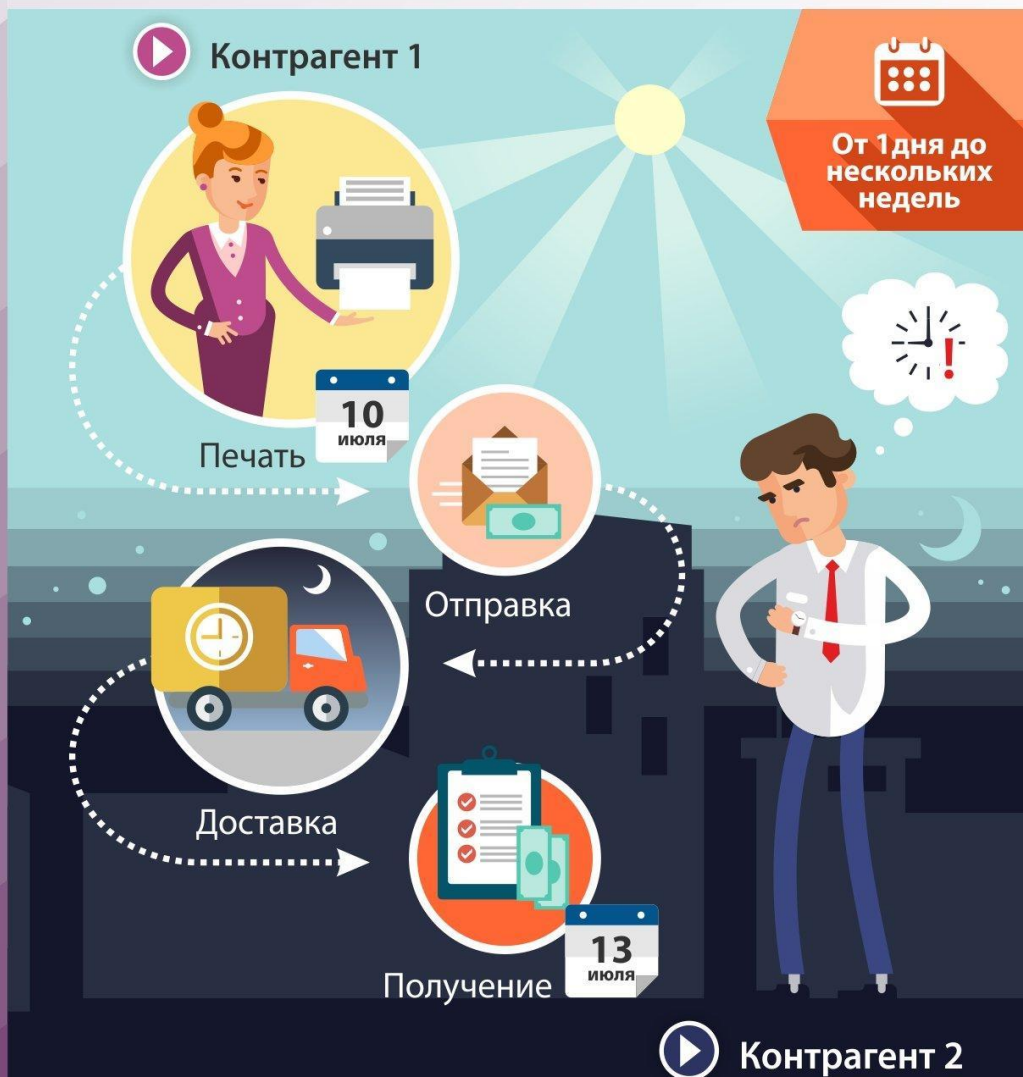 Контрагент 1
От 1дня до
нескольких
недель
10
июля
Печать
Отправка
Доставка
13
июля
Получение
Контрагент 2